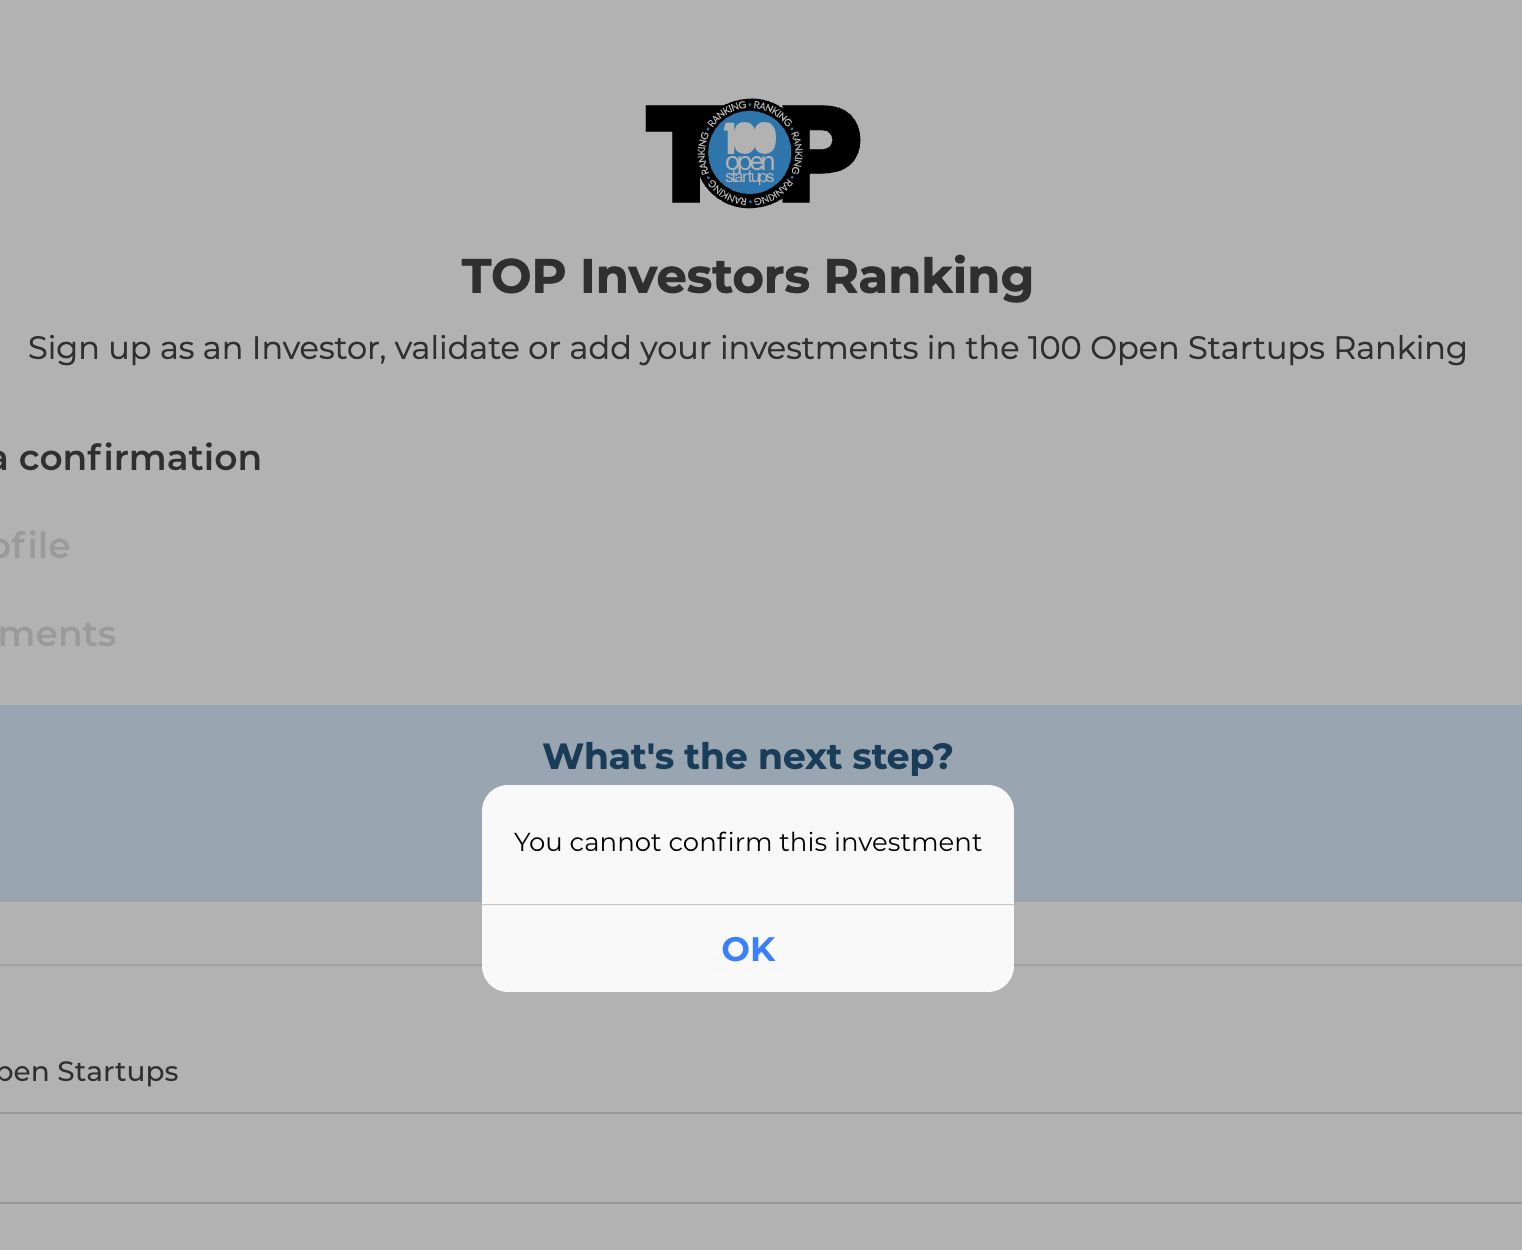 TOP
RANKING • RANKING • RANKING • RANKING • RANKING • RANKING •
100
open
startups
TOP Investors Ranking
Sign up as an Investor, validate or add your investments in the 100 Open Startups Ranking
a confirmation
ofile
ments
What's the next step?
You cannot confirm this investment
OK
pen Startups